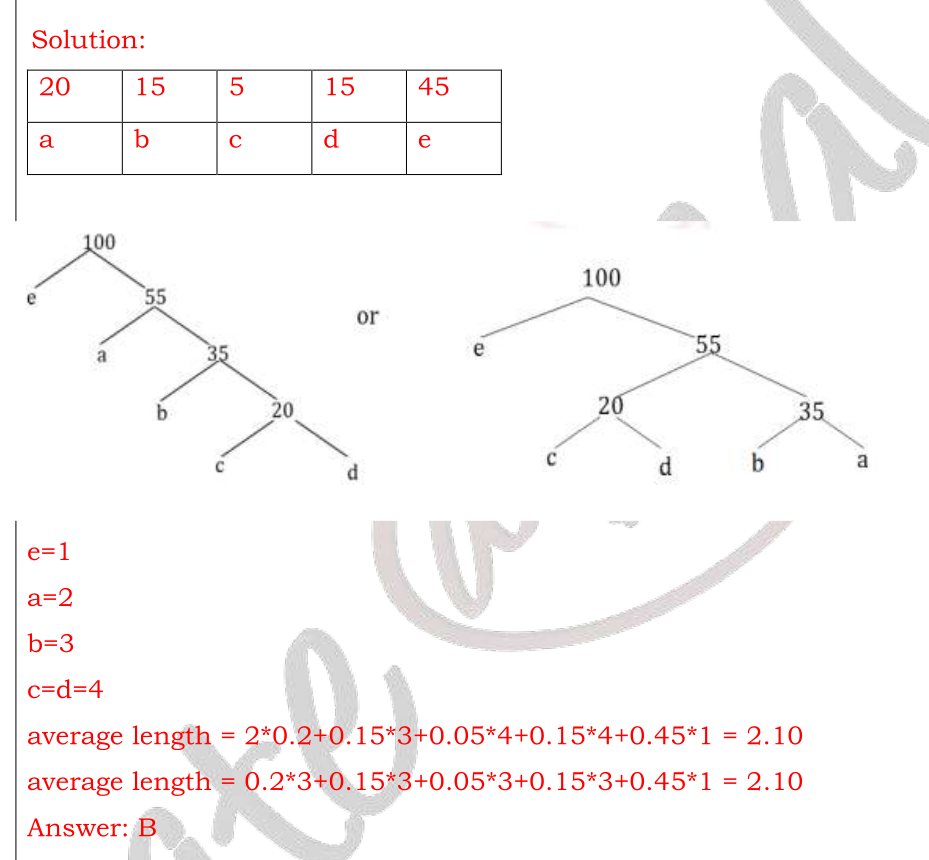 Solution:
20 15 5 15 45
a b c d e
100
e 55
a 35
b 20
c d
or
100
e 55
20 35
c d b a
e=1
a=2
b=3
c=d=4
average length = 2*0.2+0.15*3+0.05*4+0.15*4+0.45*1 = 2.10
average length = 0.2*3+0.15*3+0.05*3+0.15*3+0.45*1 = 2.10
Answer: B